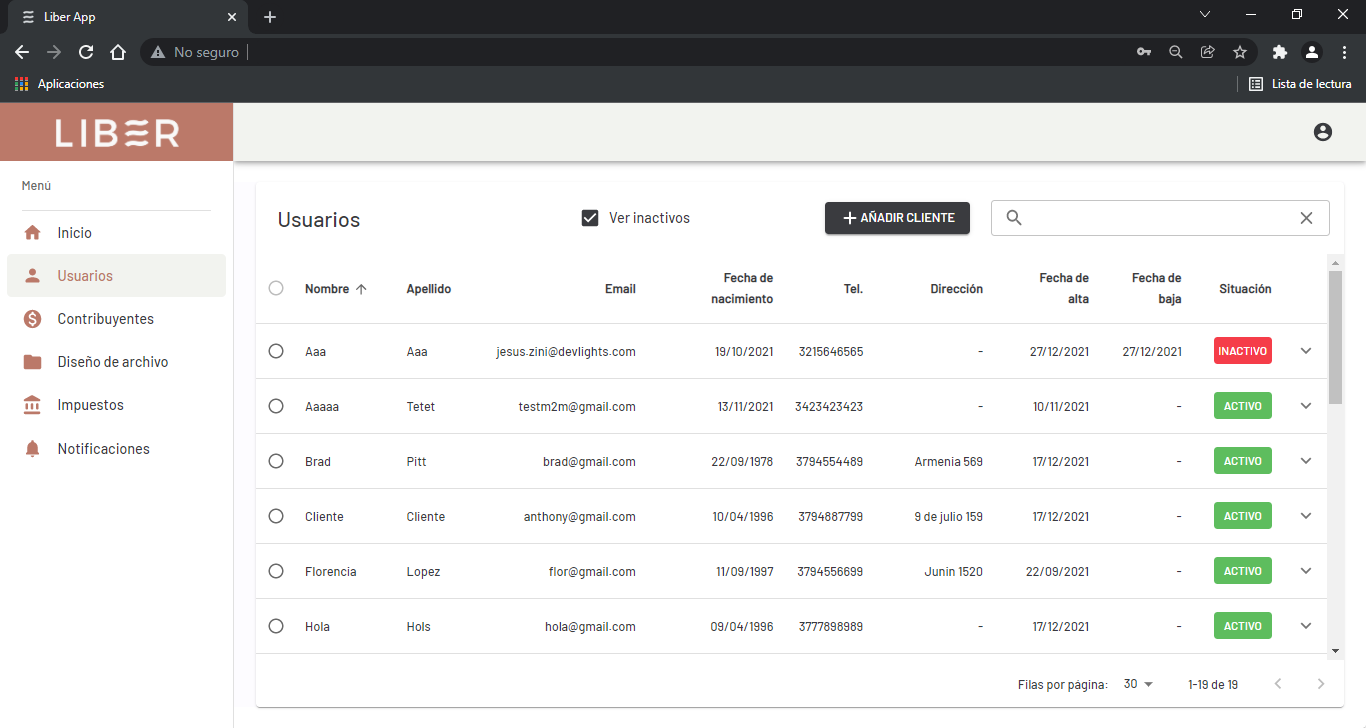 Liber App
No seguro
Aplicaciones
Lista de lectura
LIBER
Menú
Inicio
Usuarios
Contribuyentes
Diseño de archivo
Impuestos
Notificaciones
Usuarios
Ver inactivos
AÑADIR CLIENTE
Nombre Apellido Email Fecha de nacimiento Tel. Dirección Fecha de alta Fecha de baja Situación
Aaa Aaa jesus.zini@devlights.com 19/10/2021 3215646565 - 27/12/2021 27/12/2021 INACTIVO
Aaaaa Tetet testm2m@gmail.com 13/11/2021 3423423423 - 10/11/2021 - ACTIVO
Brad Pitt brad@gmail.com 22/09/1978 3794554489 Armenia 569 17/12/2021 - ACTIVO
Cliente Cliente anthony@gmail.com 10/04/1996 3794887799 9 de julio 159 17/12/2021 - ACTIVO
Florencia Lopez flor@gmail.com 11/09/1997 3794556699 Junin 1520 22/09/2021 - ACTIVO
Hola Hols hola@gmail.com 09/04/1996 3777898989 - 17/12/2021 - ACTIVO
Filas por página: 30 1-19 de 19